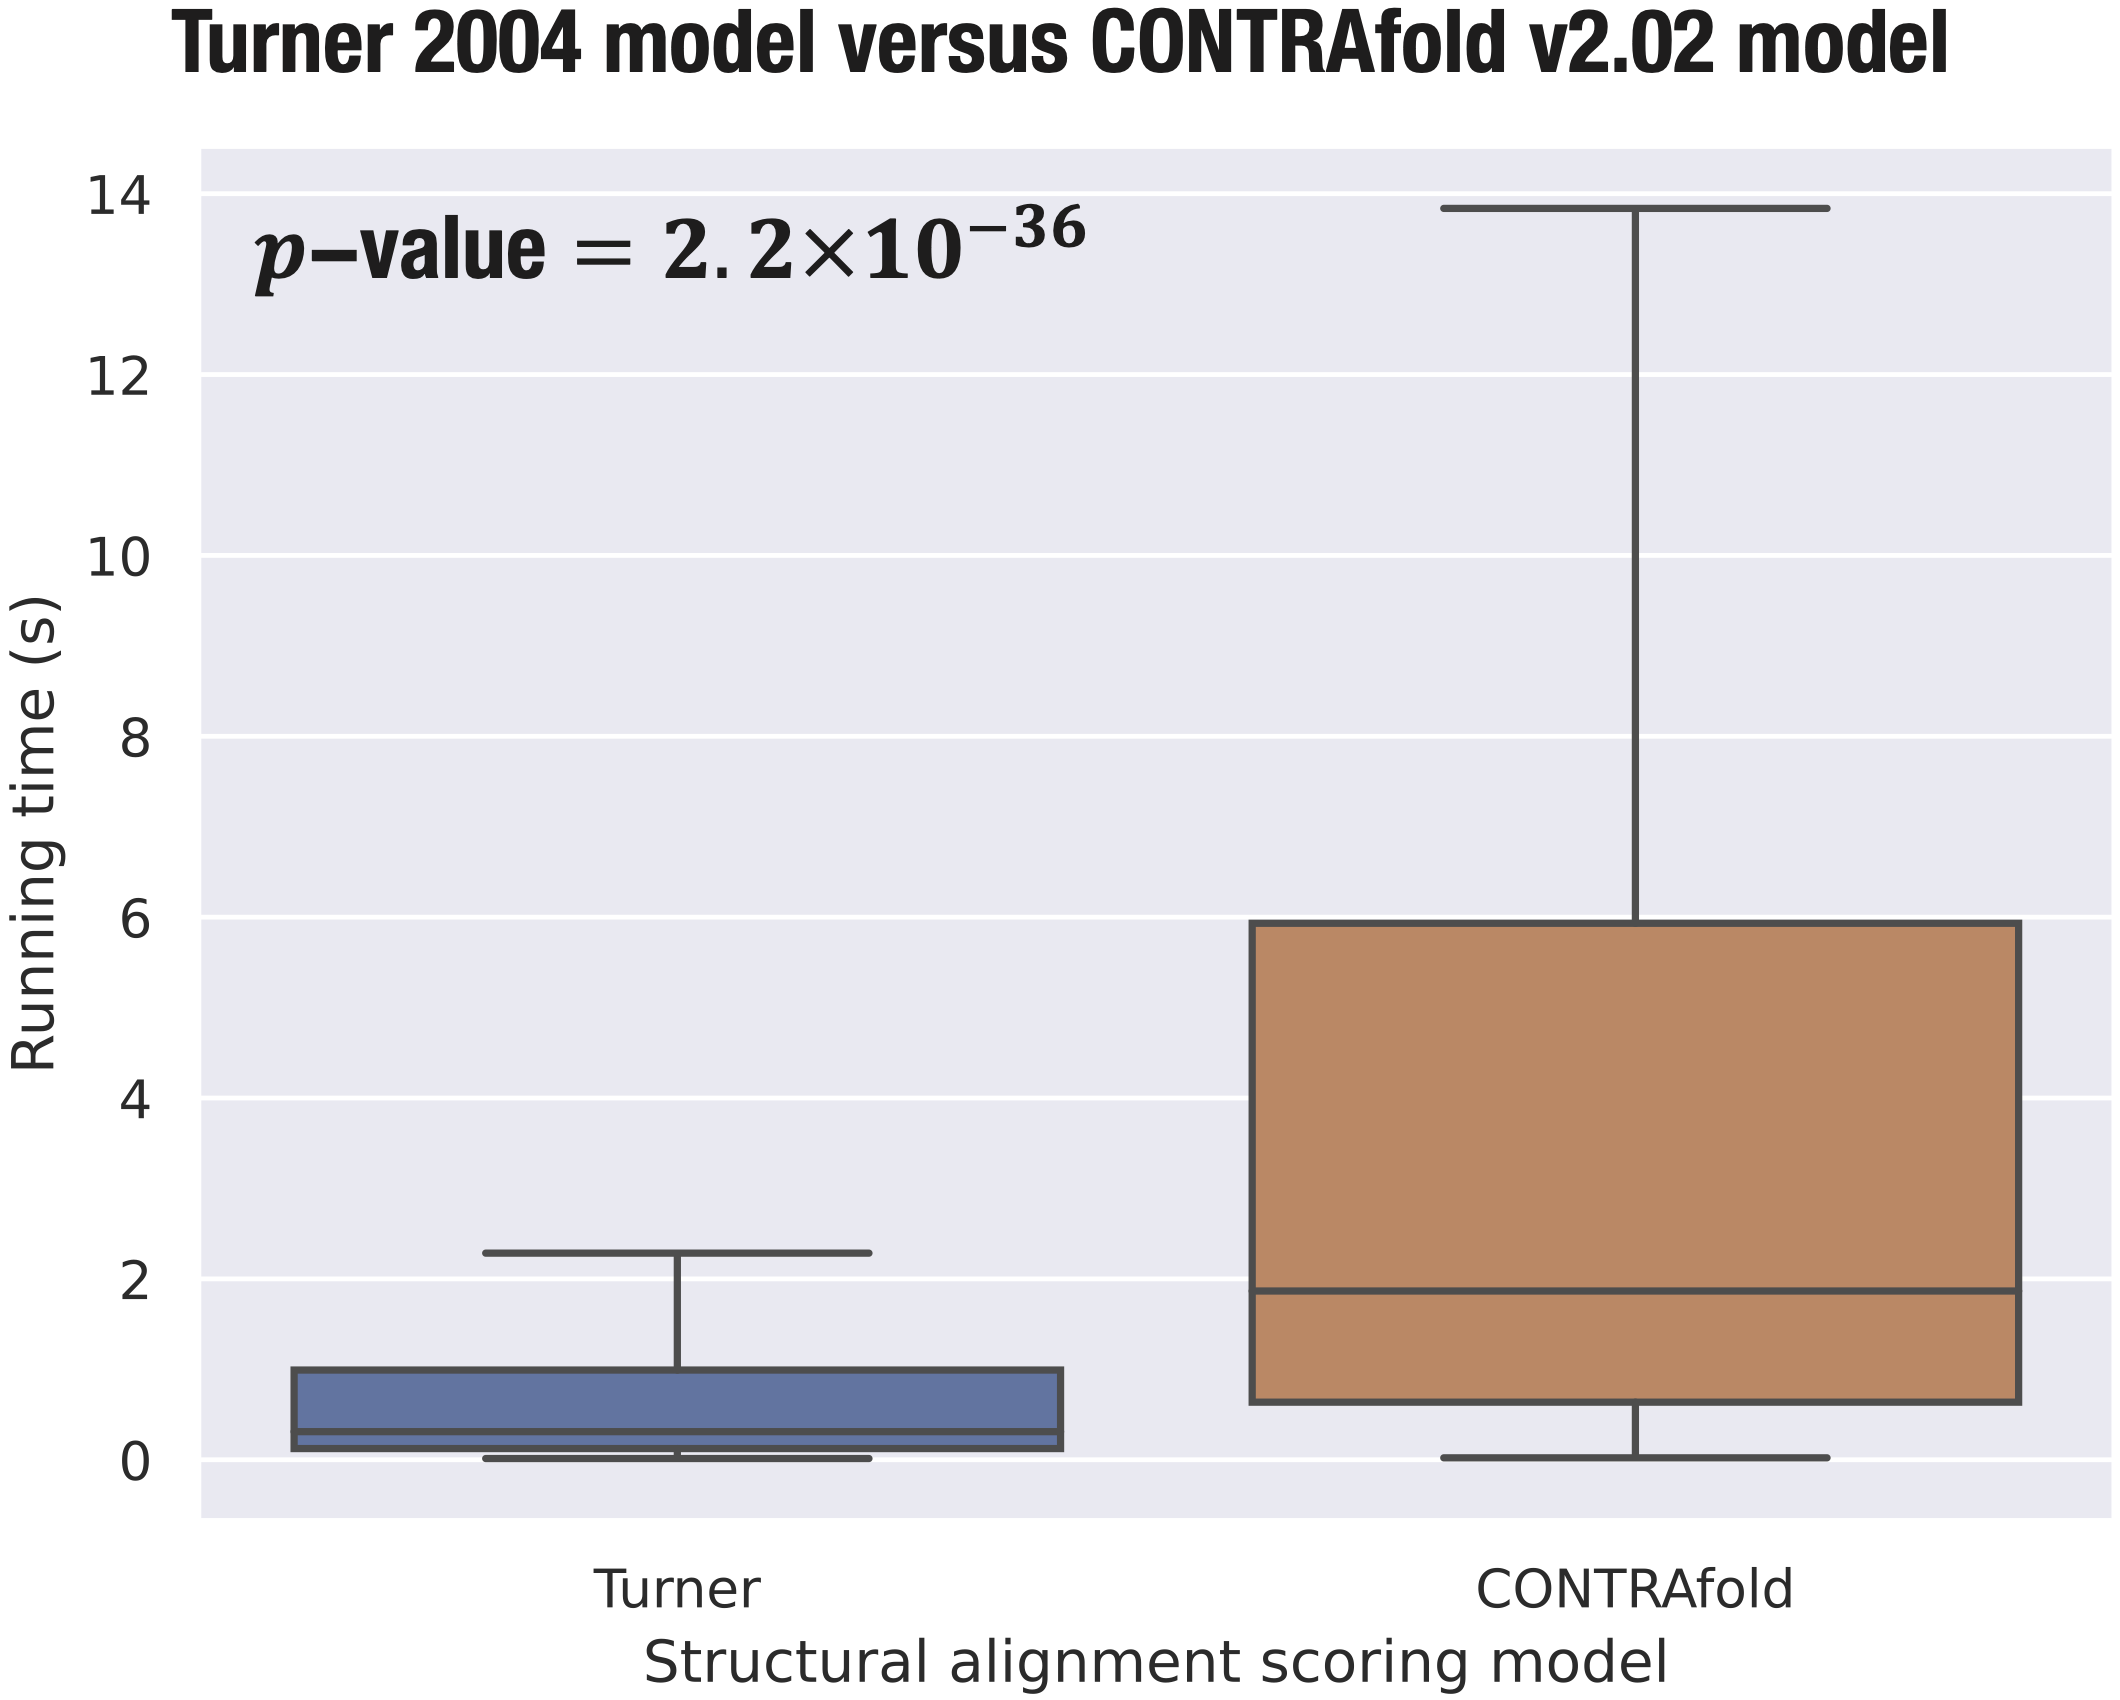 Turner 2004 model versus CONTRAfold v2.02 model
p–value = 2.2×10⁻³⁶
14
12
10
8
6
4
2
0
Running time (s)
Turner
CONTRAfold
Structural alignment scoring model